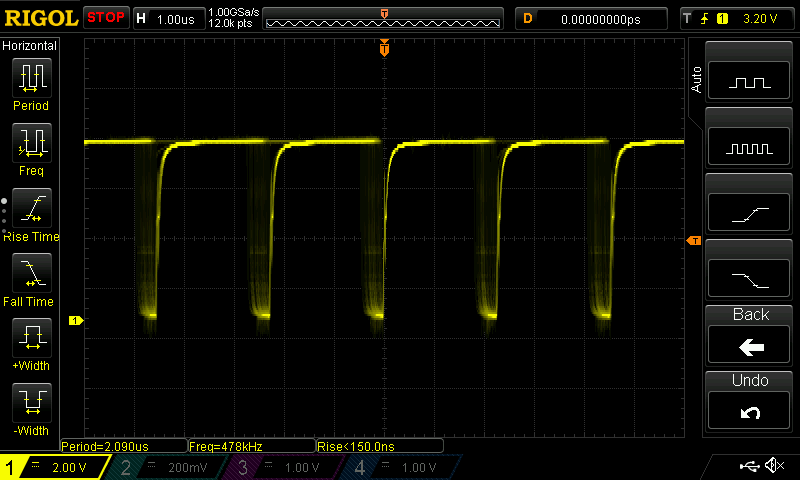 RIGOL STOP H 1.00us 1.00GSa/s 12.0k pts T D 0.00000000ps T 1 3.20 V
Horizontal
Period
Freq
Rise Time
Fall Time
+Width
-Width
T
T
1
Auto
Back
Undo
Period=2.090us Freq=478kHz Rise<150.0ns
1 2.00 V 2 200mV 3 1.00 V 4 1.00 V